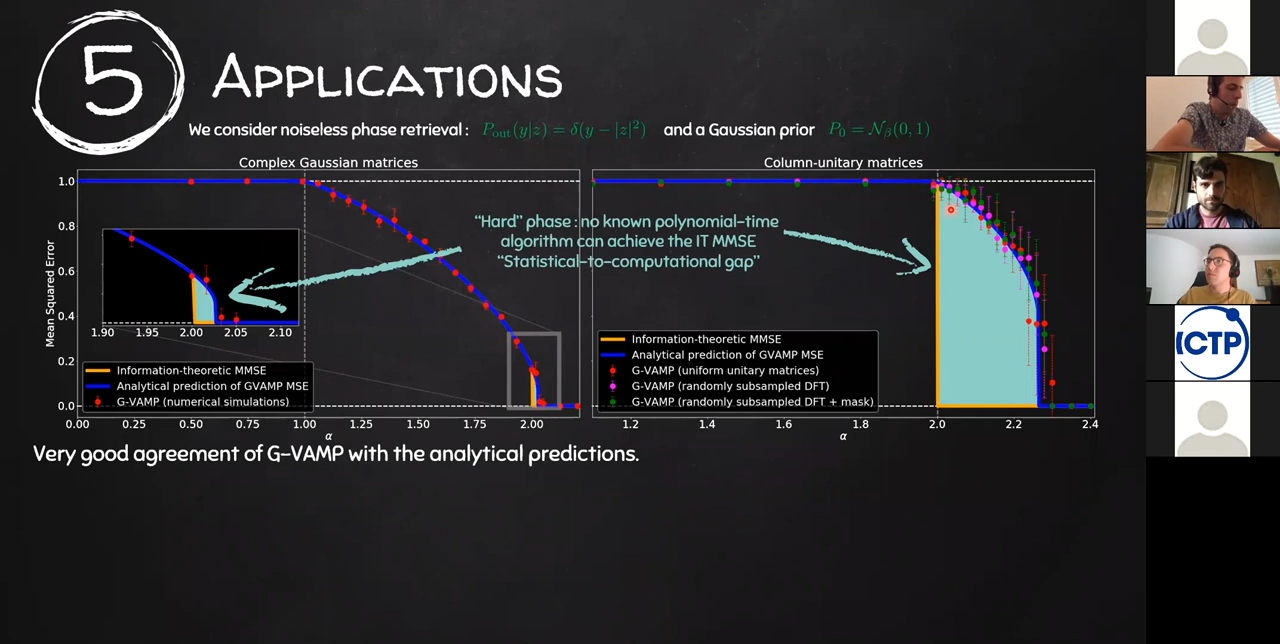 5 APPLICATIONS
We consider noiseless phase retrieval : P_out(y|z) = δ(y − |z|²) and a Gaussian prior P_0 = N_β(0, 1)
Complex Gaussian matrices
1.0
0.8
0.6
0.4
0.2
0.0
Mean Squared Error
1.90 1.95 2.00 2.05 2.10
Information-theoretic MMSE
Analytical prediction of GVAMP MSE
G-VAMP (numerical simulations)
0.00 0.25 0.50 0.75 1.00 1.25 1.50 1.75 2.00
α
"Hard" phase : no known polynomial-time
algorithm can achieve the IT MMSE
"Statistical-to-computational gap"
Column-unitary matrices
Information-theoretic MMSE
Analytical prediction of GVAMP MSE
G-VAMP (uniform unitary matrices)
G-VAMP (randomly subsampled DFT)
G-VAMP (randomly subsampled DFT + mask)
1.2 1.4 1.6 1.8 2.0 2.2 2.4
α
Very good agreement of G-VAMP with the analytical predictions.
ICTP